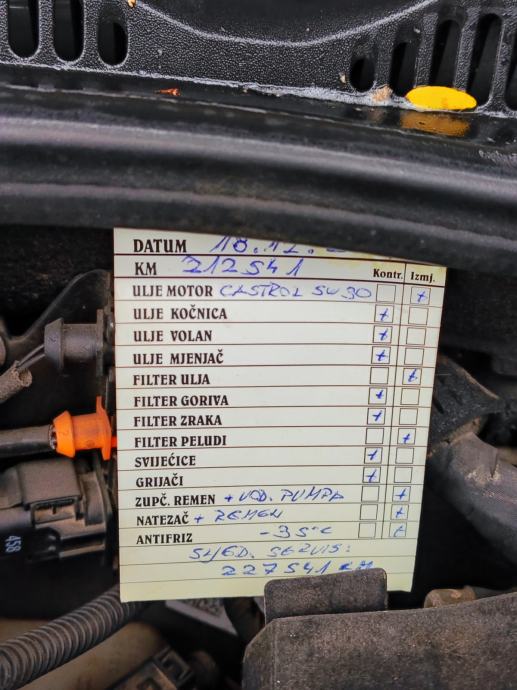 DATUM 18.12.
KM 212541
Kontr. Izmj.
ULJE MOTOR CASTROL 5W30 +
ULJE KOČNICA +
ULJE VOLAN +
ULJE MJENJAČ +
FILTER ULJA +
FILTER GORIVA +
FILTER ZRAKA +
FILTER PELUDI +
SVIJEĆICE +
GRIJAČI +
ZUPČ. REMEN + VOD. PUMPA +
NATEZAČ + REMEN +
ANTIFRIZ -35°C +
SLJED. SERVIS:
227541 KM
458